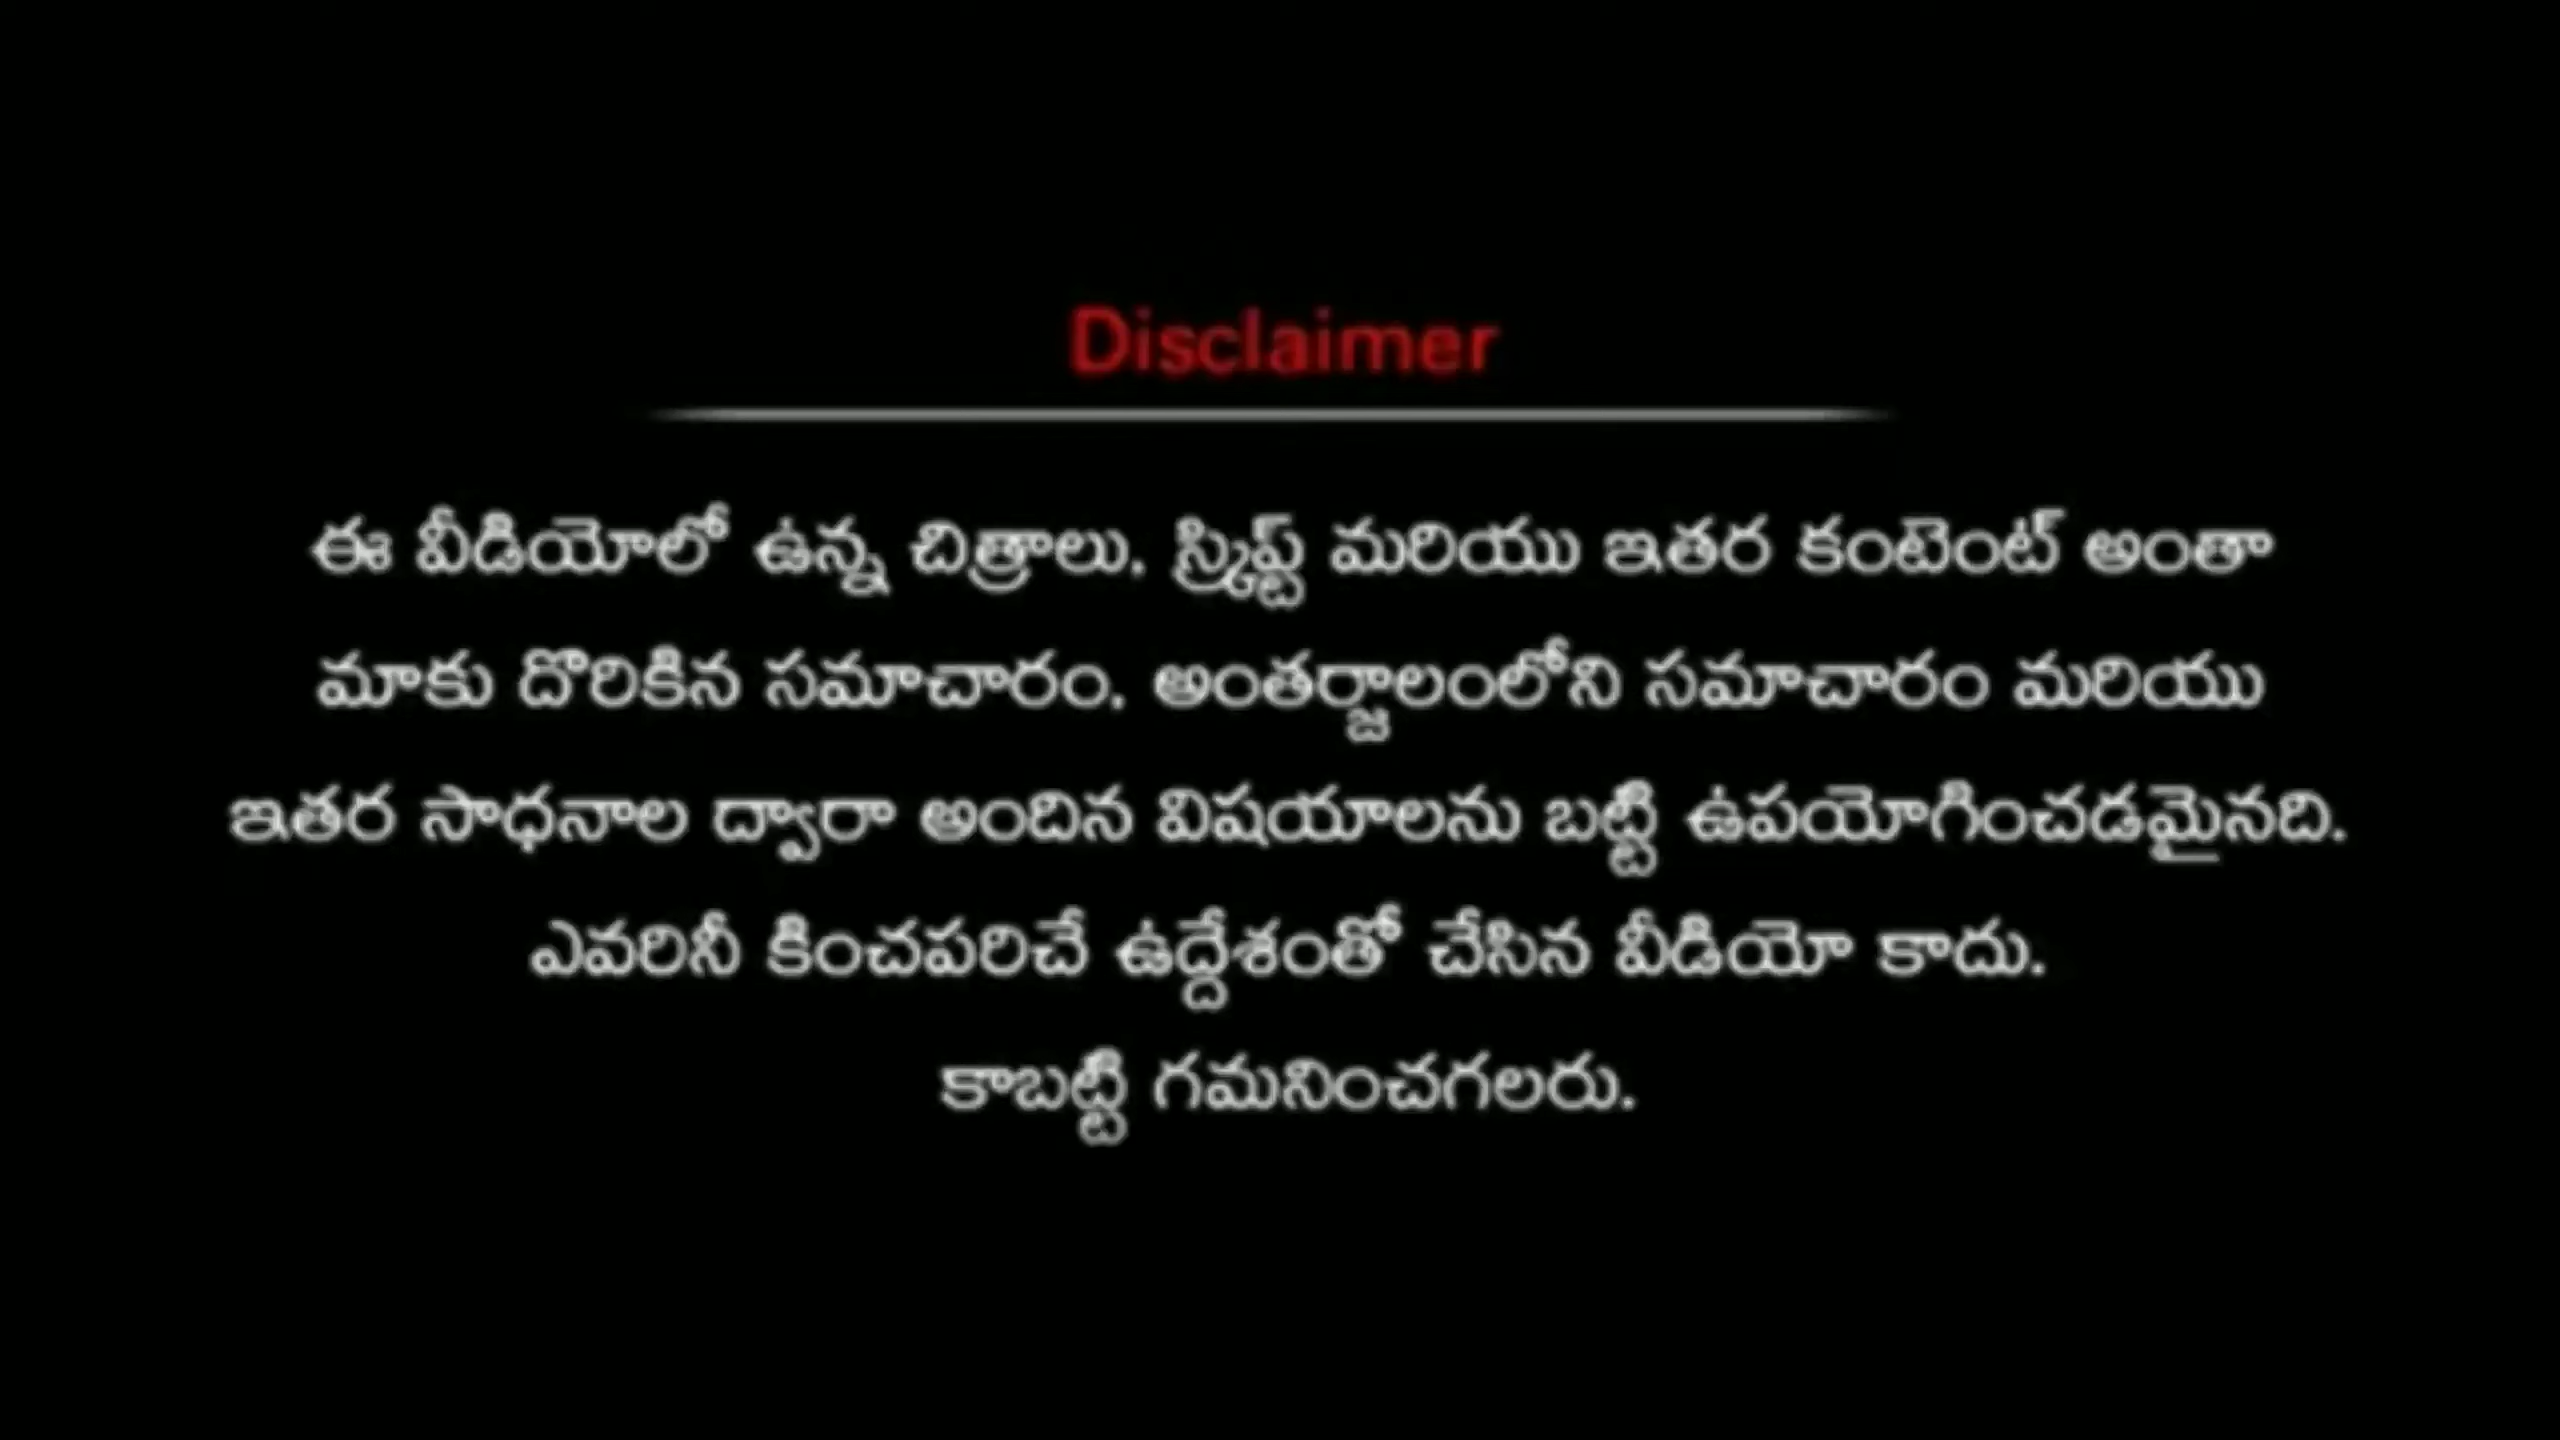 Disclaimer
ఈ వీడియోలో ఉన్న చిత్రాలు. స్క్రిప్ట్ మరియు ఇతర కంటెంట్ అంతా
మాకు దొరికిన సమాచారం. అంతర్జాలంలోని సమాచారం మరియు
ఇతర సాధనాల ద్వారా అందిన విషయాలను బట్టి ఉపయోగించడమైనది.
ఎవరినీ కించపరిచే ఉద్దేశంతో చేసిన వీడియో కాదు.
కాబట్టి గమనించగలరు.